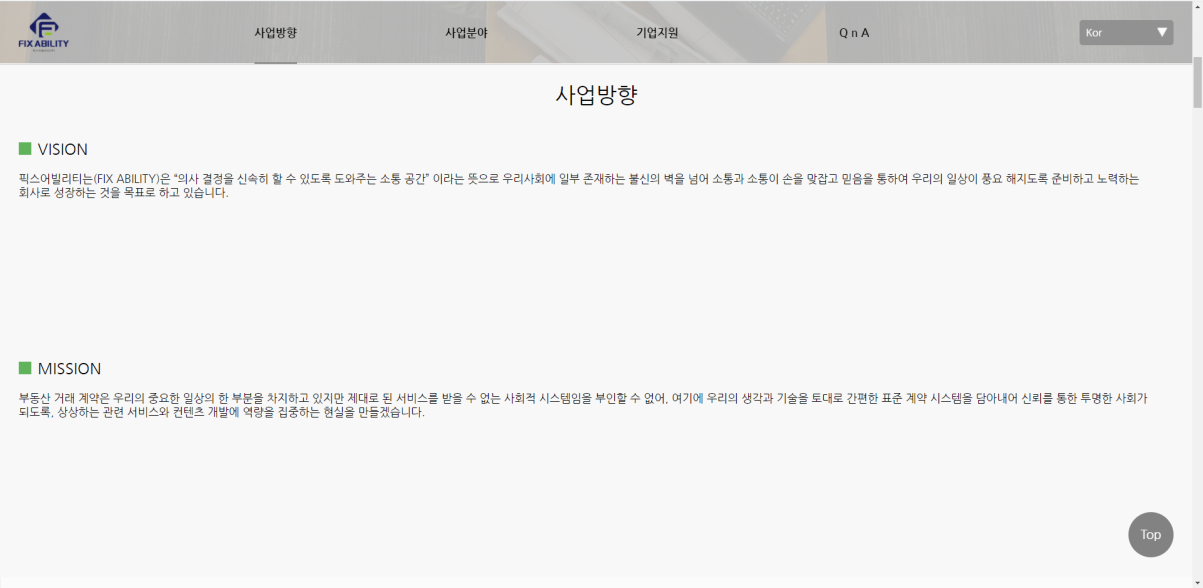 FIX ABILITY
사업방향
사업분야
기업지원
Q n A
Kor
사업방향
VISION
픽스어빌리티는(FIX ABILITY)은 “의사 결정을 신속히 할 수 있도록 도와주는 소통 공간” 이라는 뜻으로 우리사회에 일부 존재하는 불신의 벽을 넘어 소통과 소통이 손을 맞잡고 믿음을 통하여 우리의 일상이 풍요 해지도록 준비하고 노력하는
회사로 성장하는 것을 목표로 하고 있습니다.
MISSION
부동산 거래 계약은 우리의 중요한 일상의 한 부분을 차지하고 있지만 제대로 된 서비스를 받을 수 없는 사회적 시스템임을 부인할 수 없어, 여기에 우리의 생각과 기술을 토대로 간편한 표준 계약 시스템을 담아내어 신뢰를 통한 투명한 사회가
되도록, 상상하는 관련 서비스와 컨텐츠 개발에 역량을 집중하는 현실을 만들겠습니다.
Top